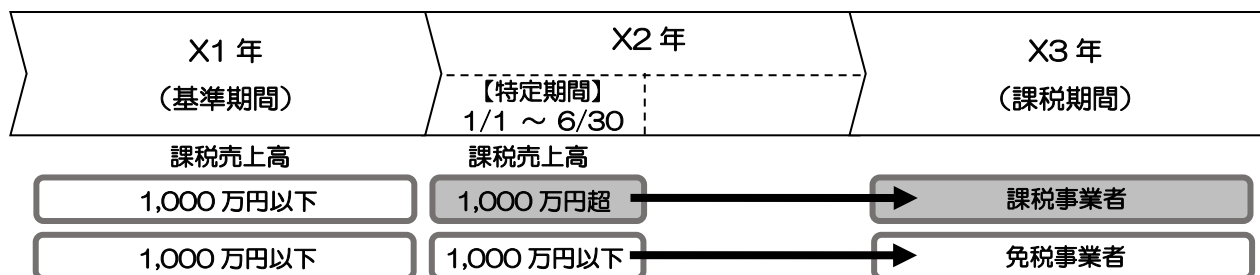 X1 年
(基準期間)
X2 年
【特定期間】
1/1 ~ 6/30
X3 年
(課税期間)
課税売上高
課税売上高
1,000 万円以下
1,000 万円超
課税事業者
1,000 万円以下
1,000 万円以下
免税事業者